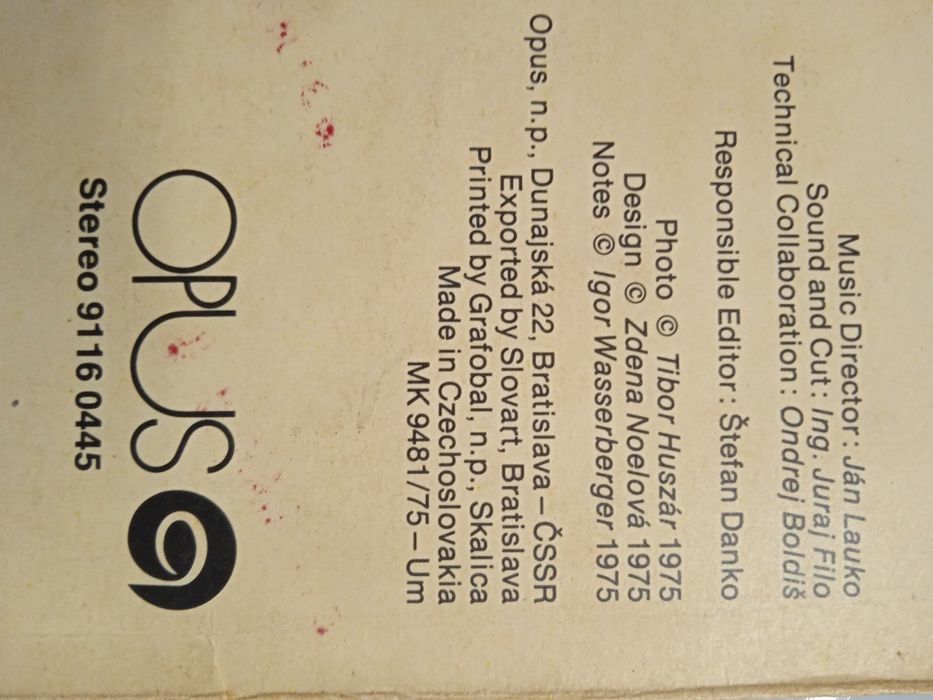 Music Director: Ján Lauko
Sound and Cut: Ing. Juraj Filo
Technical Collaboration: Ondrej Boldiš
Responsible Editor: Štefan Danko
Photo © Tibor Huszár 1975
Design © Zdena Noelová 1975
Notes © Igor Wasserberger 1975
Opus, n.p., Dunajská 22, Bratislava – ČSSR
Exported by Slovart, Bratislava
Printed by Grafobal, n.p., Skalica
Made in Czechoslovakia
MK 9481/75 – Um
OPUS
Stereo 9116 0445